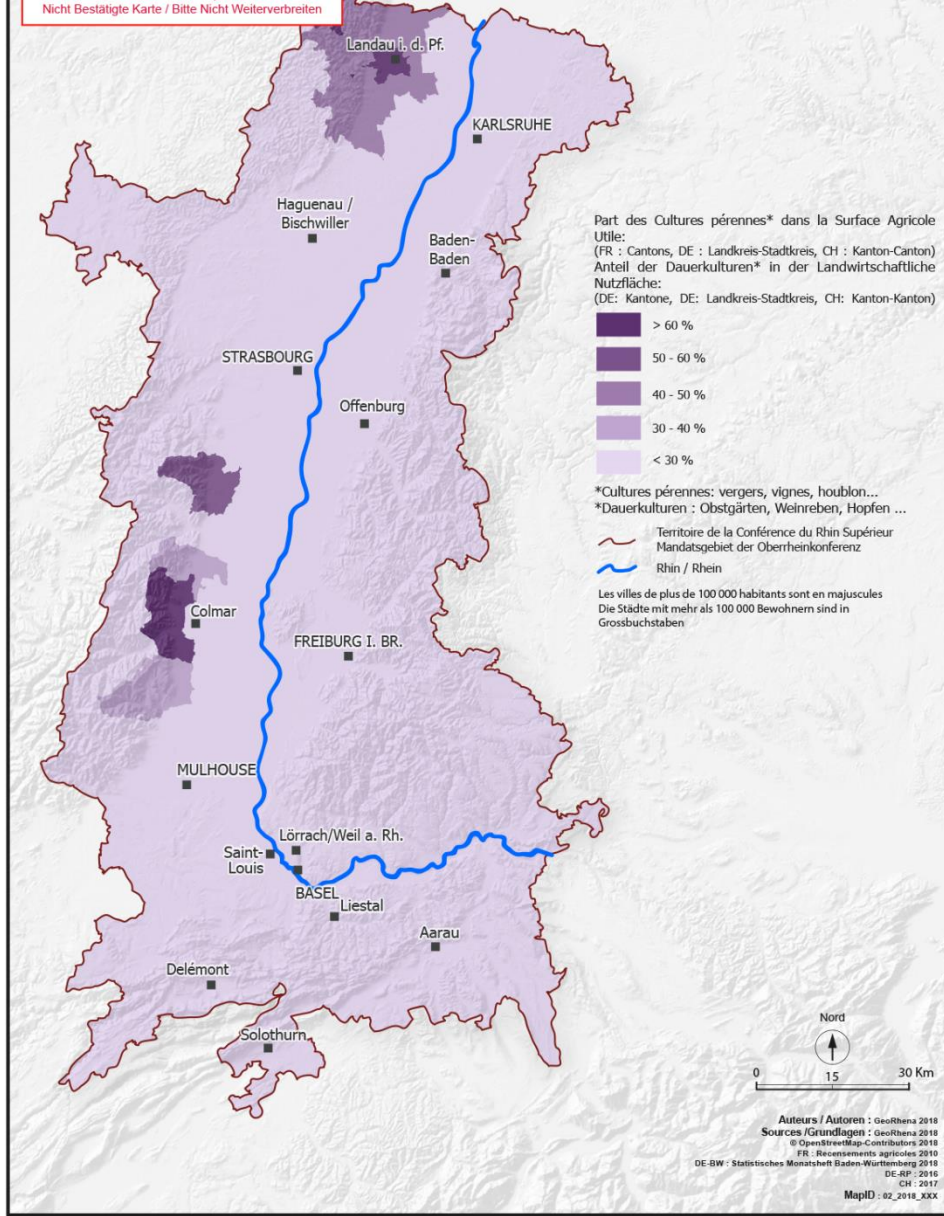 Nicht Bestätigte Karte / Bitte Nicht Weiterverbreiten
Landau i. d. Pf.
KARLSRUHE
Haguenau /
Bischwiller
Baden-
Baden
STRASBOURG
Offenburg
Colmar
FREIBURG I. BR.
MULHOUSE
Lörrach/Weil a. Rh.
Saint-
Louis
BASEL
Liestal
Aarau
Delémont
Solothurn
Part des Cultures pérennes* dans la Surface Agricole
Utile:
(FR : Cantons, DE : Landkreis-Stadtkreis, CH : Kanton-Canton)
Anteil der Dauerkulturen* in der Landwirtschaftliche
Nutzfläche:
(DE: Kantone, DE: Landkreis-Stadtkreis, CH: Kanton-Kanton)
> 60 %
50 - 60 %
40 - 50 %
30 - 40 %
< 30 %
*Cultures pérennes: vergers, vignes, houblon...
*Dauerkulturen : Obstgärten, Weinreben, Hopfen ...
Territoire de la Conférence du Rhin Supérieur
Mandatsgebiet der Oberrheinkonferenz
Rhin / Rhein
Les villes de plus de 100 000 habitants sont en majuscules
Die Städte mit mehr als 100 000 Bewohnern sind in
Grossbuchstaben
Nord
0 15 30 Km
Auteurs / Autoren : GeoRhena 2018
Sources /Grundlagen : GeoRhena 2018
© OpenStreetMap-Contributors 2018
FR : Recensements agricoles 2010
DE-BW : Statistisches Monatsheft Baden-Württemberg 2018
DE-RP : 2016
CH : 2017
MapID : 02_2018_XXX